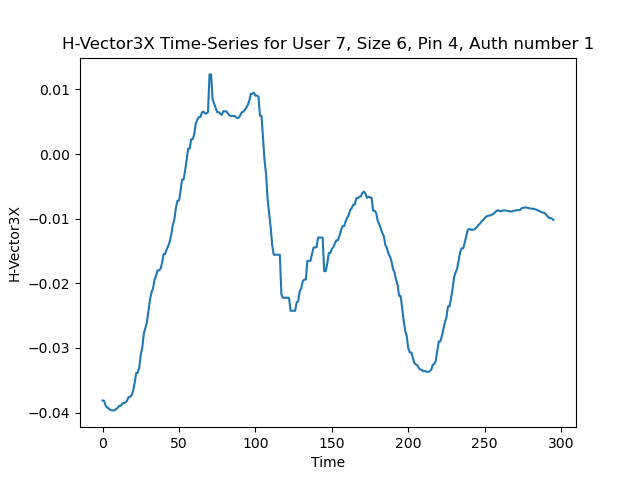 H-Vector3X Time-Series for User 7, Size 6, Pin 4, Auth number 1
0.01
0.00
−0.01
−0.02
−0.03
−0.04
H-Vector3X
0 50 100 150 200 250 300
Time